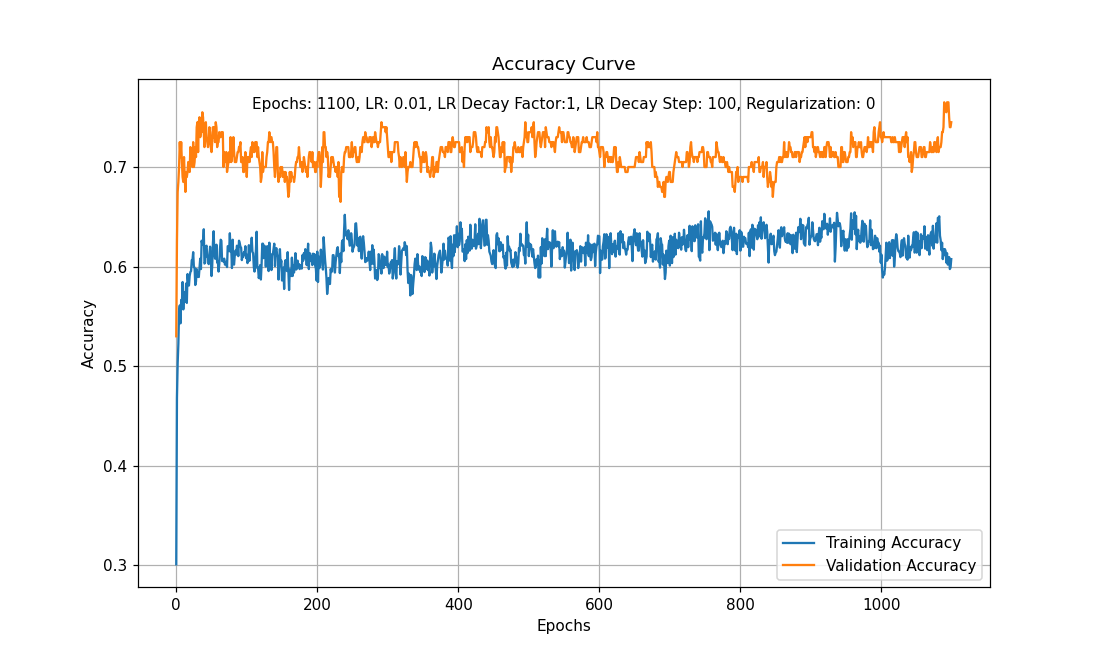 Accuracy Curve
Epochs: 1100, LR: 0.01, LR Decay Factor:1, LR Decay Step: 100, Regularization: 0
Accuracy
0.7
0.6
0.5
0.4
0.3
Training Accuracy
Validation Accuracy
0 200 400 600 800 1000
Epochs